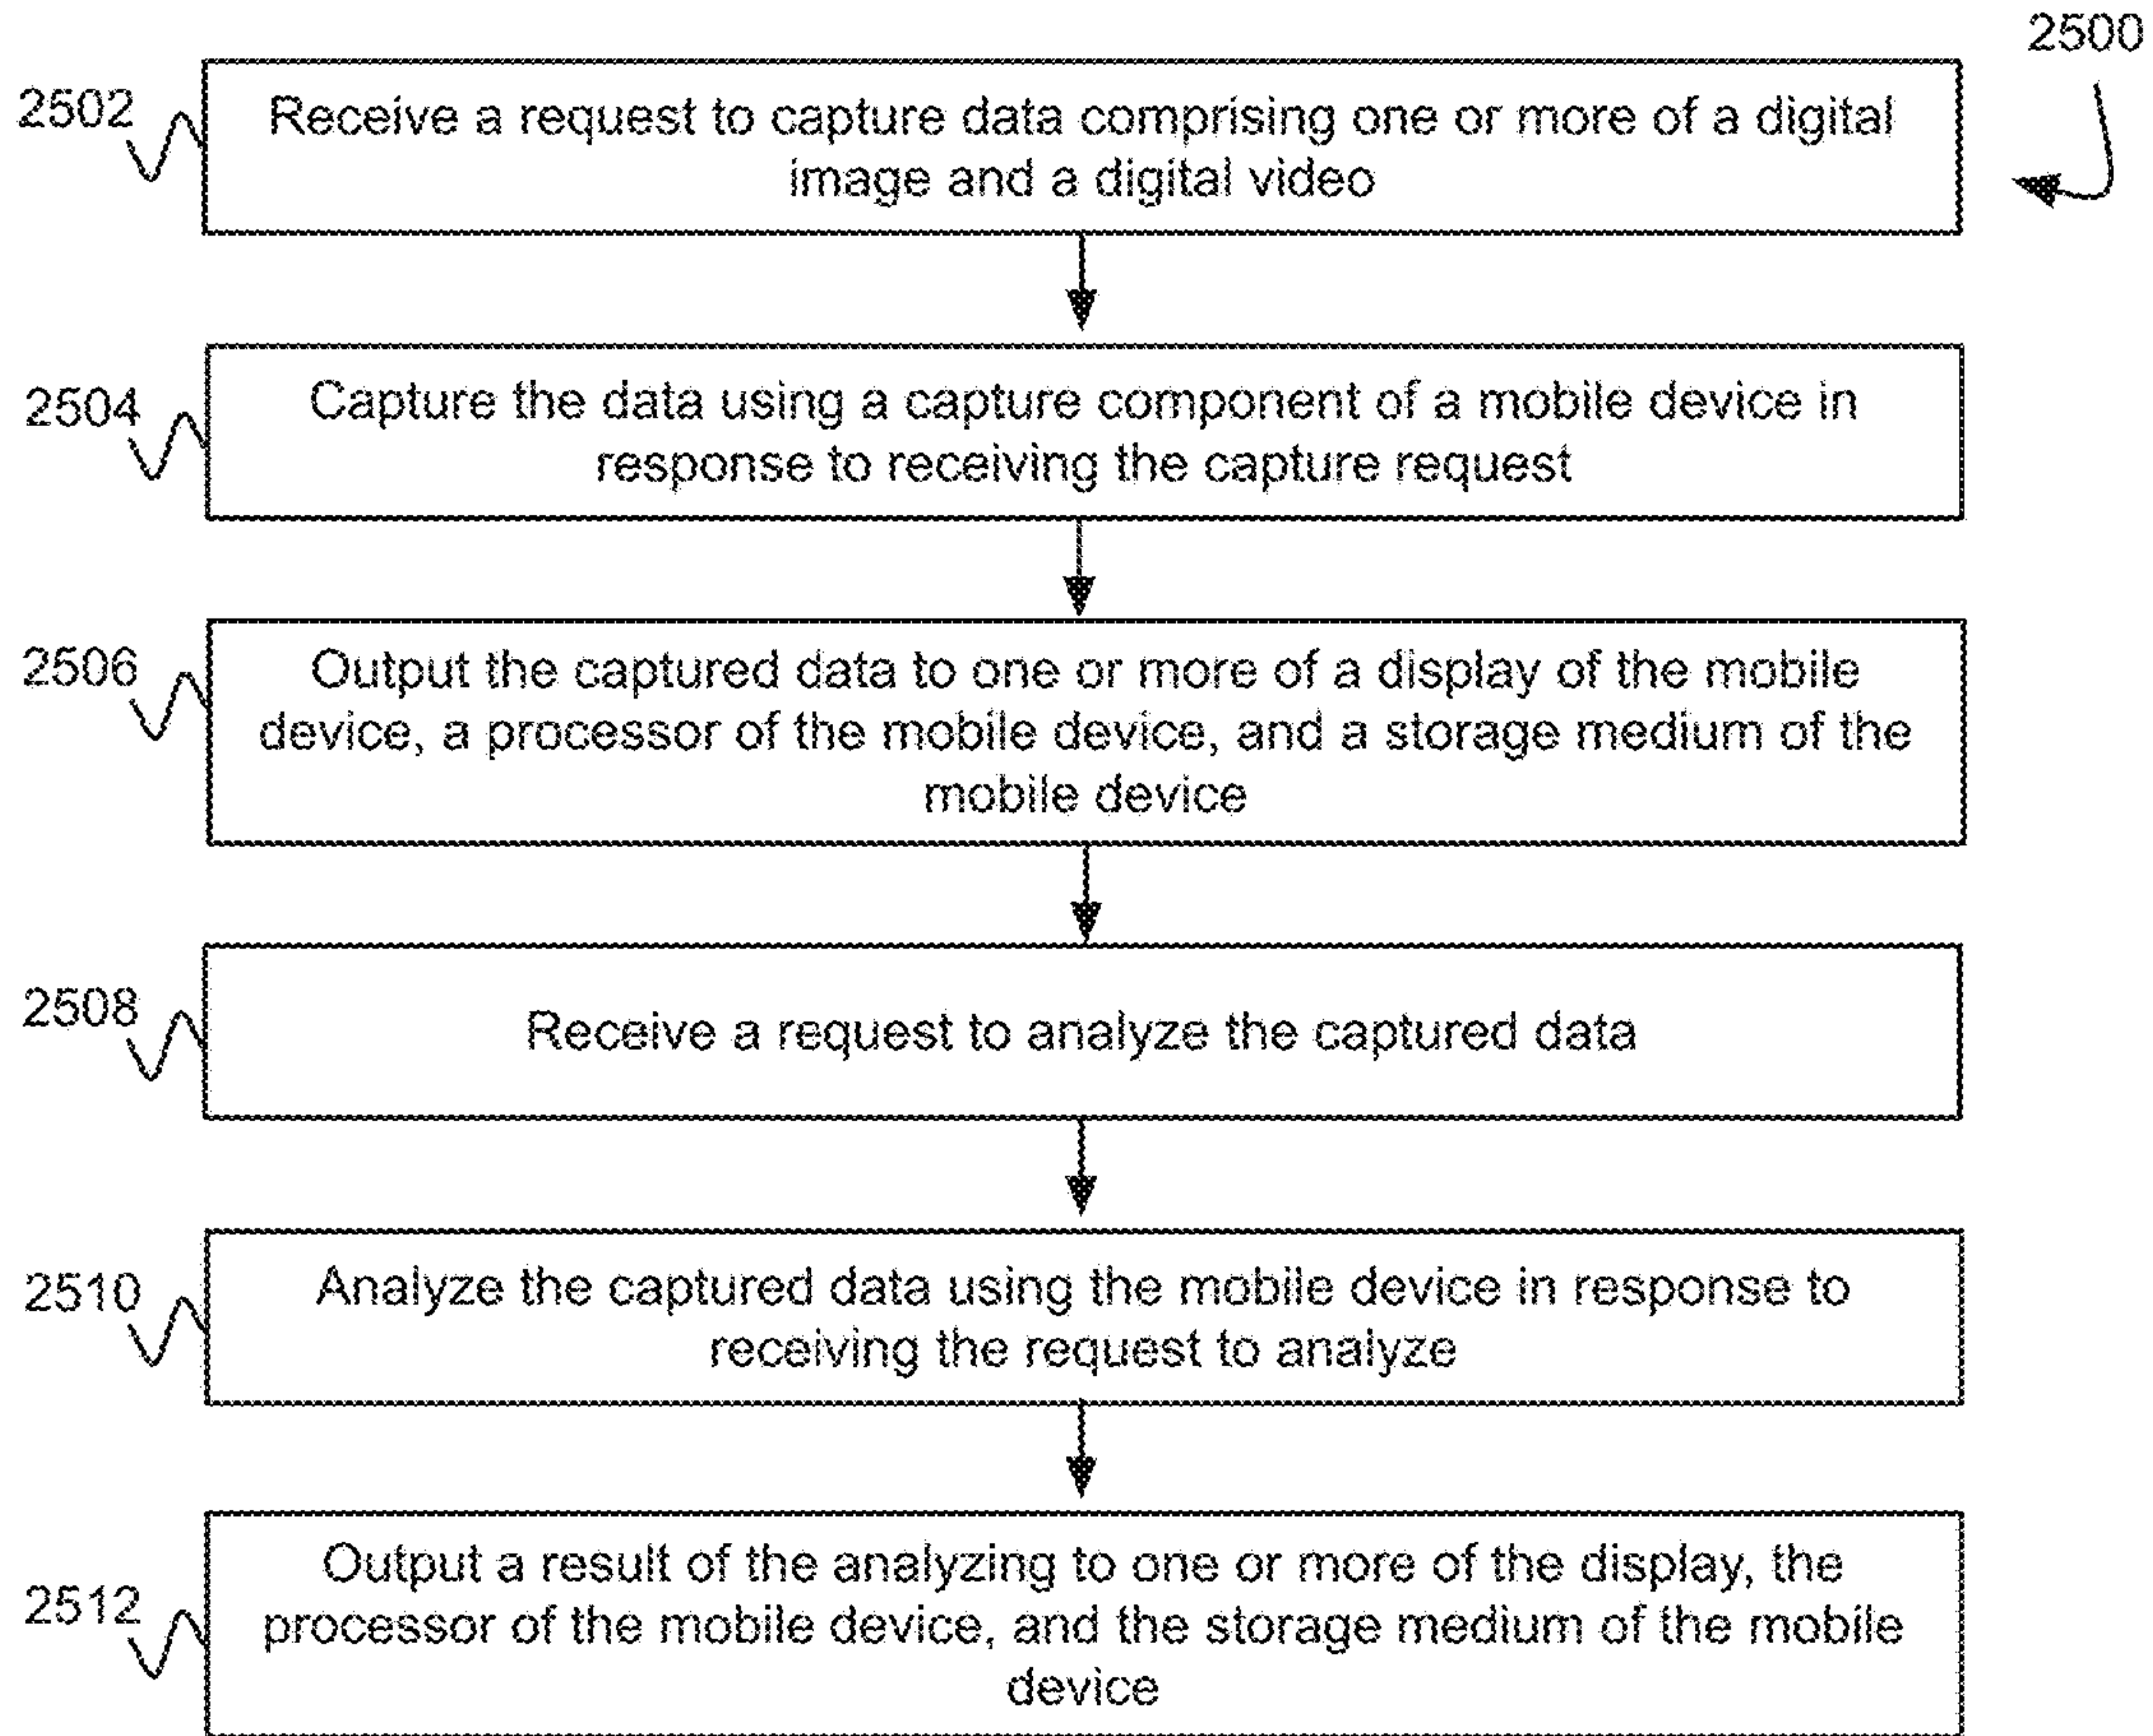 2500
2502
Receive a request to capture data comprising one or more of a digital
image and a digital video
2504
Capture the data using a capture component of a mobile device in
response to receiving the capture request
2506
Output the captured data to one or more of a display of the mobile
device, a processor of the mobile device, and a storage medium of the
mobile device
2508
Receive a request to analyze the captured data
2510
Analyze the captured data using the mobile device in response to
receiving the request to analyze
2512
Output a result of the analyzing to one or more of the display, the
processor of the mobile device, and the storage medium of the mobile
device